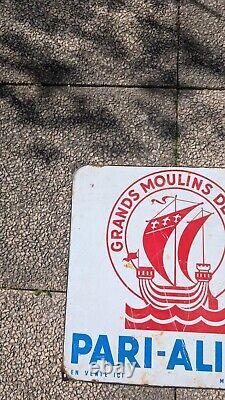 GRANDS MOULINS DE
PARI-ALI
EN VENTE ICI
M